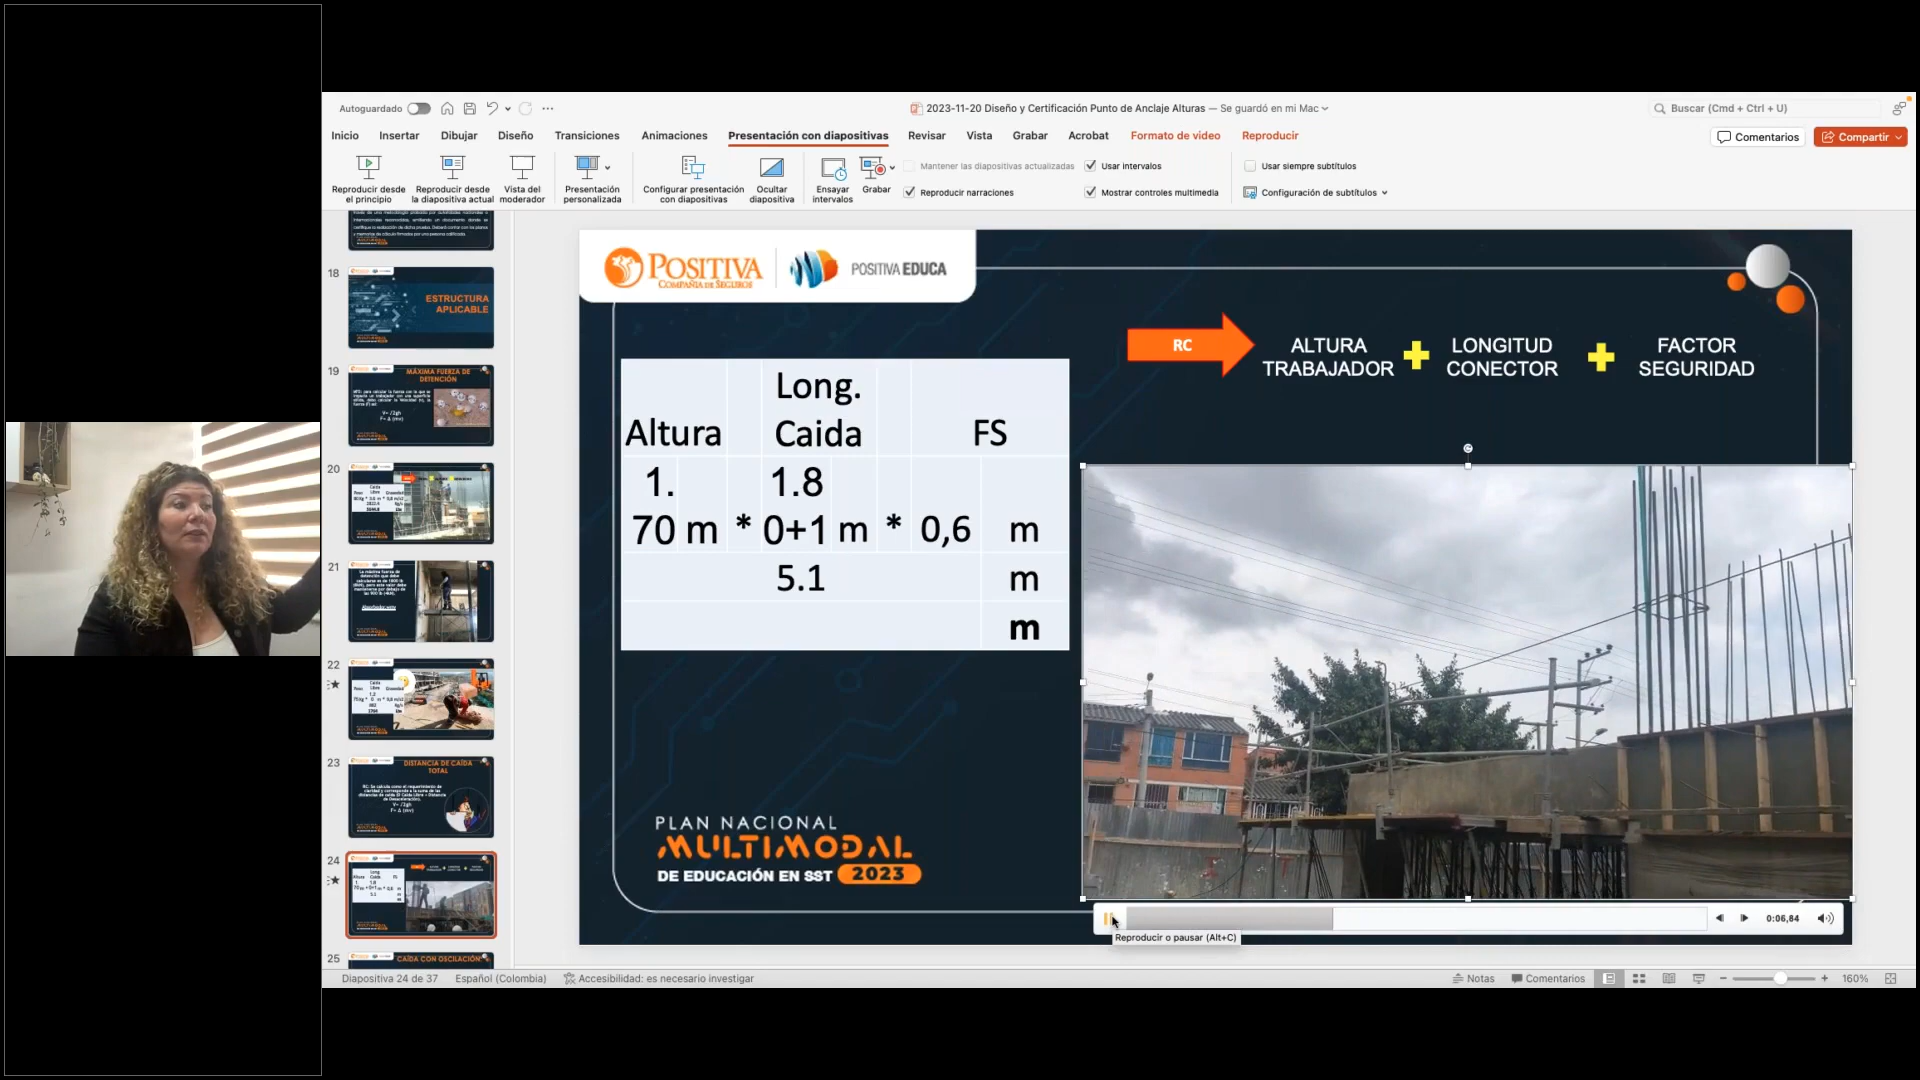 Autoguardado
2023-11-20 Diseño y Certificación Punto de Anclaje Alturas — Se guardó en mi Mac
Buscar (Cmd + Ctrl + U)
Inicio Insertar Dibujar Diseño Transiciones Animaciones Presentación con diapositivas Revisar Vista Grabar Acrobat Formato de video Reproducir
Comentarios Compartir
Reproducir desde el principio
Reproducir desde la diapositiva actual
Vista del moderador
Presentación personalizada
Configurar presentación con diapositivas
Ocultar diapositiva
Ensayar intervalos
Grabar
Mantener las diapositivas actualizadas
Usar intervalos
Usar siempre subtítulos
Reproducir narraciones
Mostrar controles multimedia
Configuración de subtítulos
18
ESTRUCTURA
APLICABLE
19
MÁXIMA FUERZA DE
DETENCIÓN
20
21
22
23
DISTANCIA DE CAÍDA
TOTAL
24
25
CAÍDA CON OSCILACIÓN
POSITIVA
COMPAÑÍA DE SEGUROS
POSITIVA EDUCA
RC
ALTURA
TRABAJADOR
LONGITUD
CONECTOR
FACTOR
SEGURIDAD
Long.
Altura Caida FS
1. 1.8
70 m * 0+1 m * 0,6 m
5.1 m
m
PLAN NACIONAL
MULTIMODAL
DE EDUCACIÓN EN SST 2023
0:06,84
Reproducir o pausar (Alt+C)
Diapositiva 24 de 37 Español (Colombia) Accesibilidad: es necesario investigar
Notas Comentarios 160%